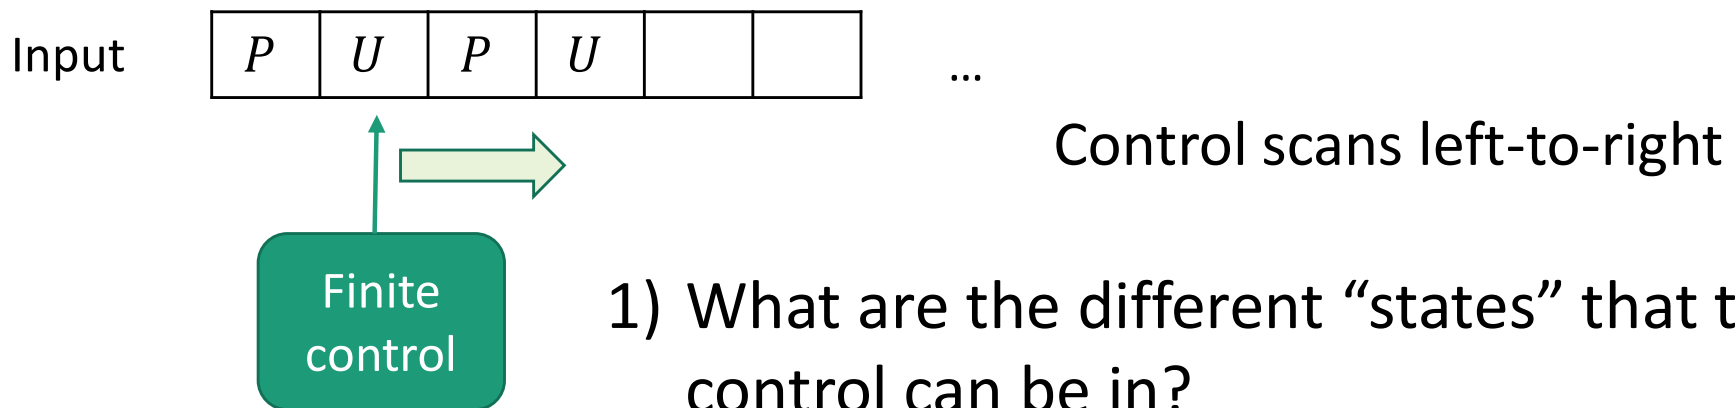 Input P U P U ...
Control scans left-to-right
Finite
control
1) What are the different “states” that t
control can be in?